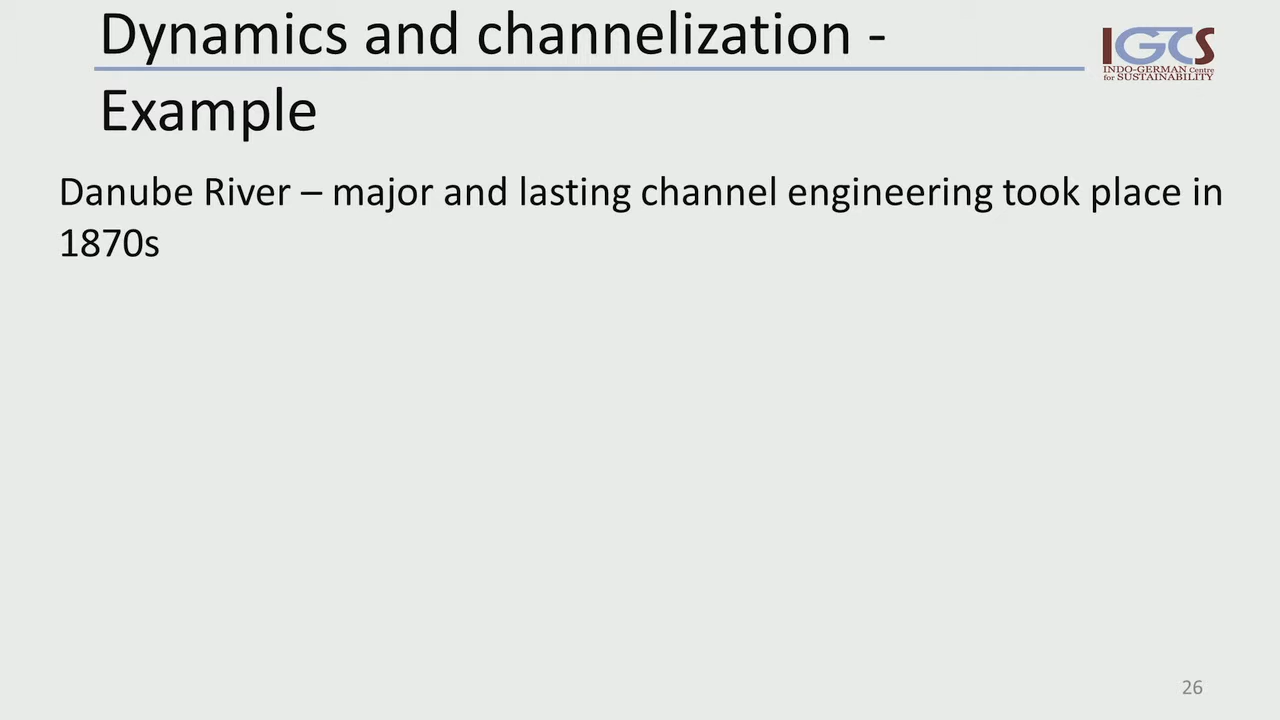 Dynamics and channelization -
Example
IGCS
INDO-GERMAN Centre
for SUSTAINABILITY
Danube River – major and lasting channel engineering took place in
1870s
26